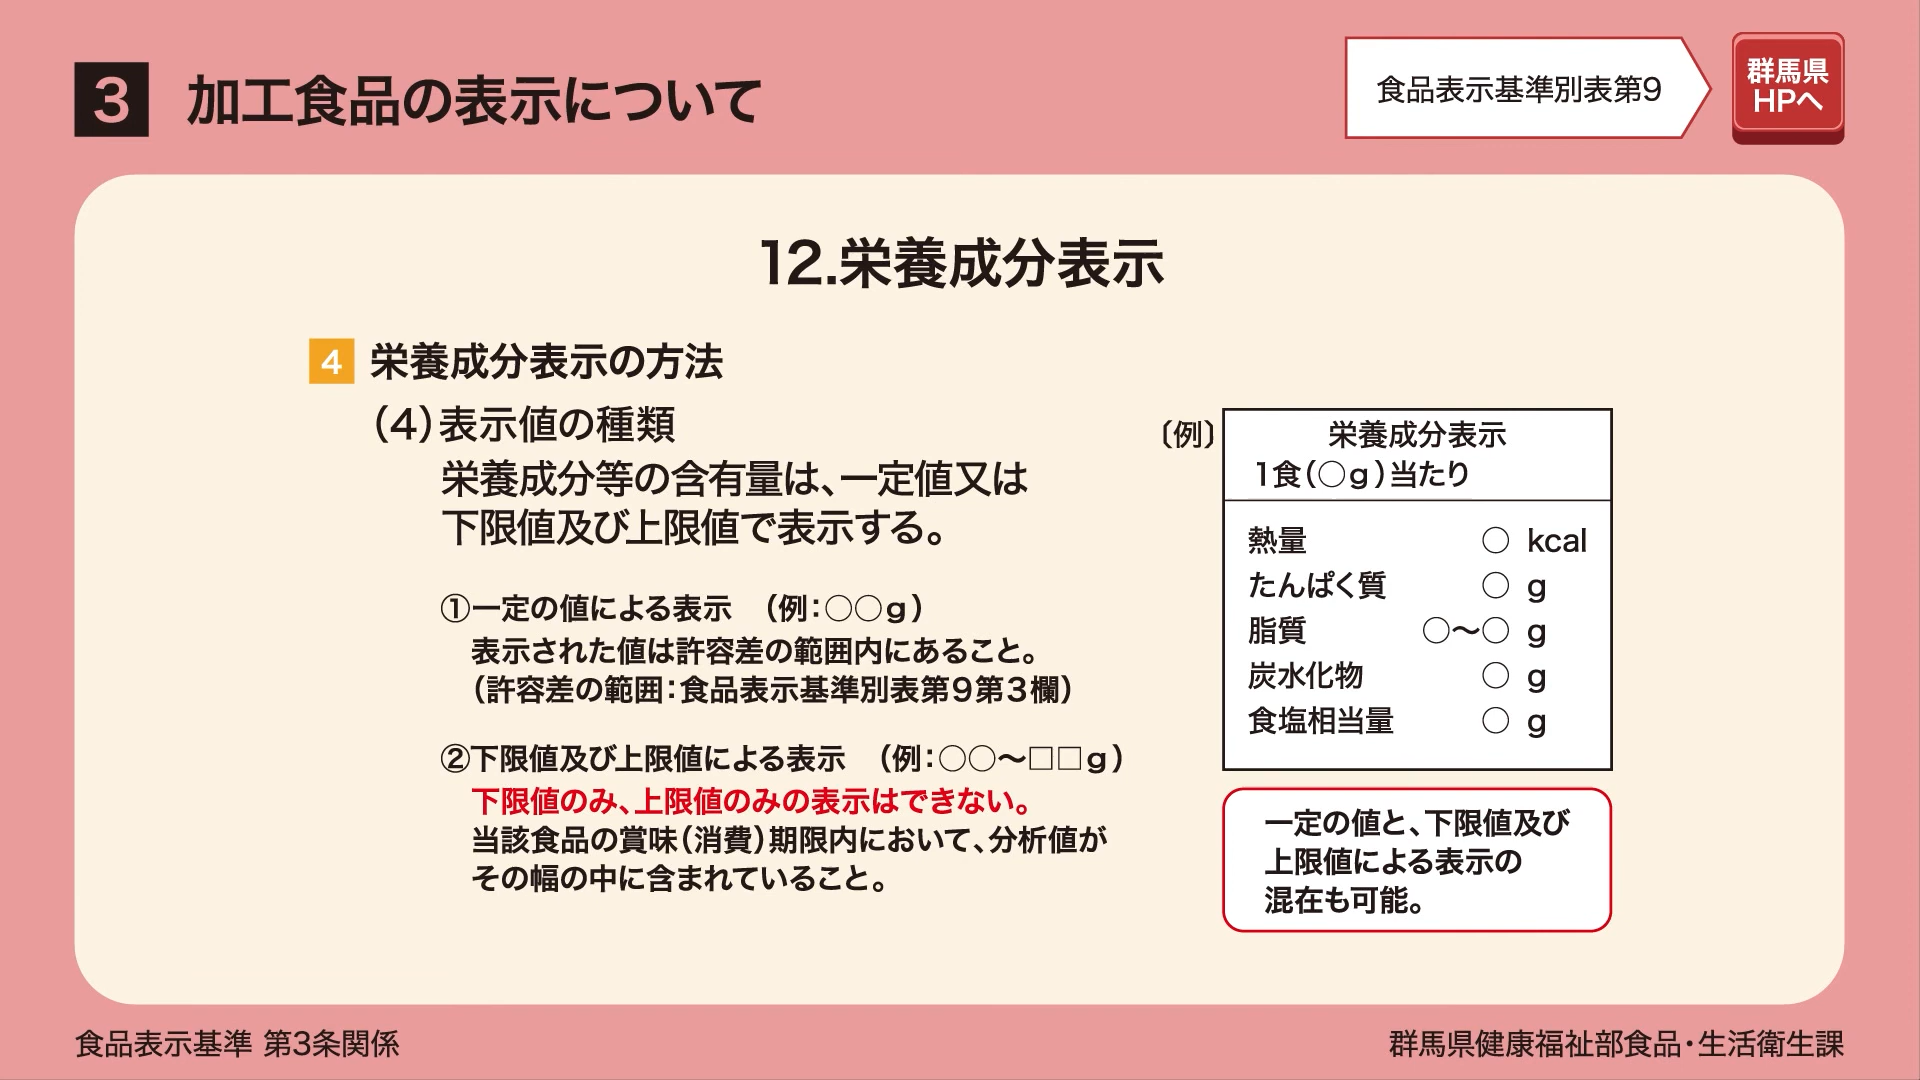 3 加工食品の表示について
食品表示基準別表第9
群馬県
HPへ
12.栄養成分表示
4 栄養成分表示の方法
(4)表示値の種類
栄養成分等の含有量は、一定値又は
下限値及び上限値で表示する。
①一定の値による表示 (例:○○g)
表示された値は許容差の範囲内にあること。
(許容差の範囲:食品表示基準別表第9第3欄)
②下限値及び上限値による表示 (例:○○～□□g)
下限値のみ、上限値のみの表示はできない。
当該食品の賞味(消費)期限内において、分析値が
その幅の中に含まれていること。
〔例〕
栄養成分表示
1食(○g)当たり
熱量 ○ kcal
たんぱく質 ○ g
脂質 ○～○ g
炭水化物 ○ g
食塩相当量 ○ g
一定の値と、下限値及び
上限値による表示の
混在も可能。
食品表示基準 第3条関係
群馬県健康福祉部食品・生活衛生課